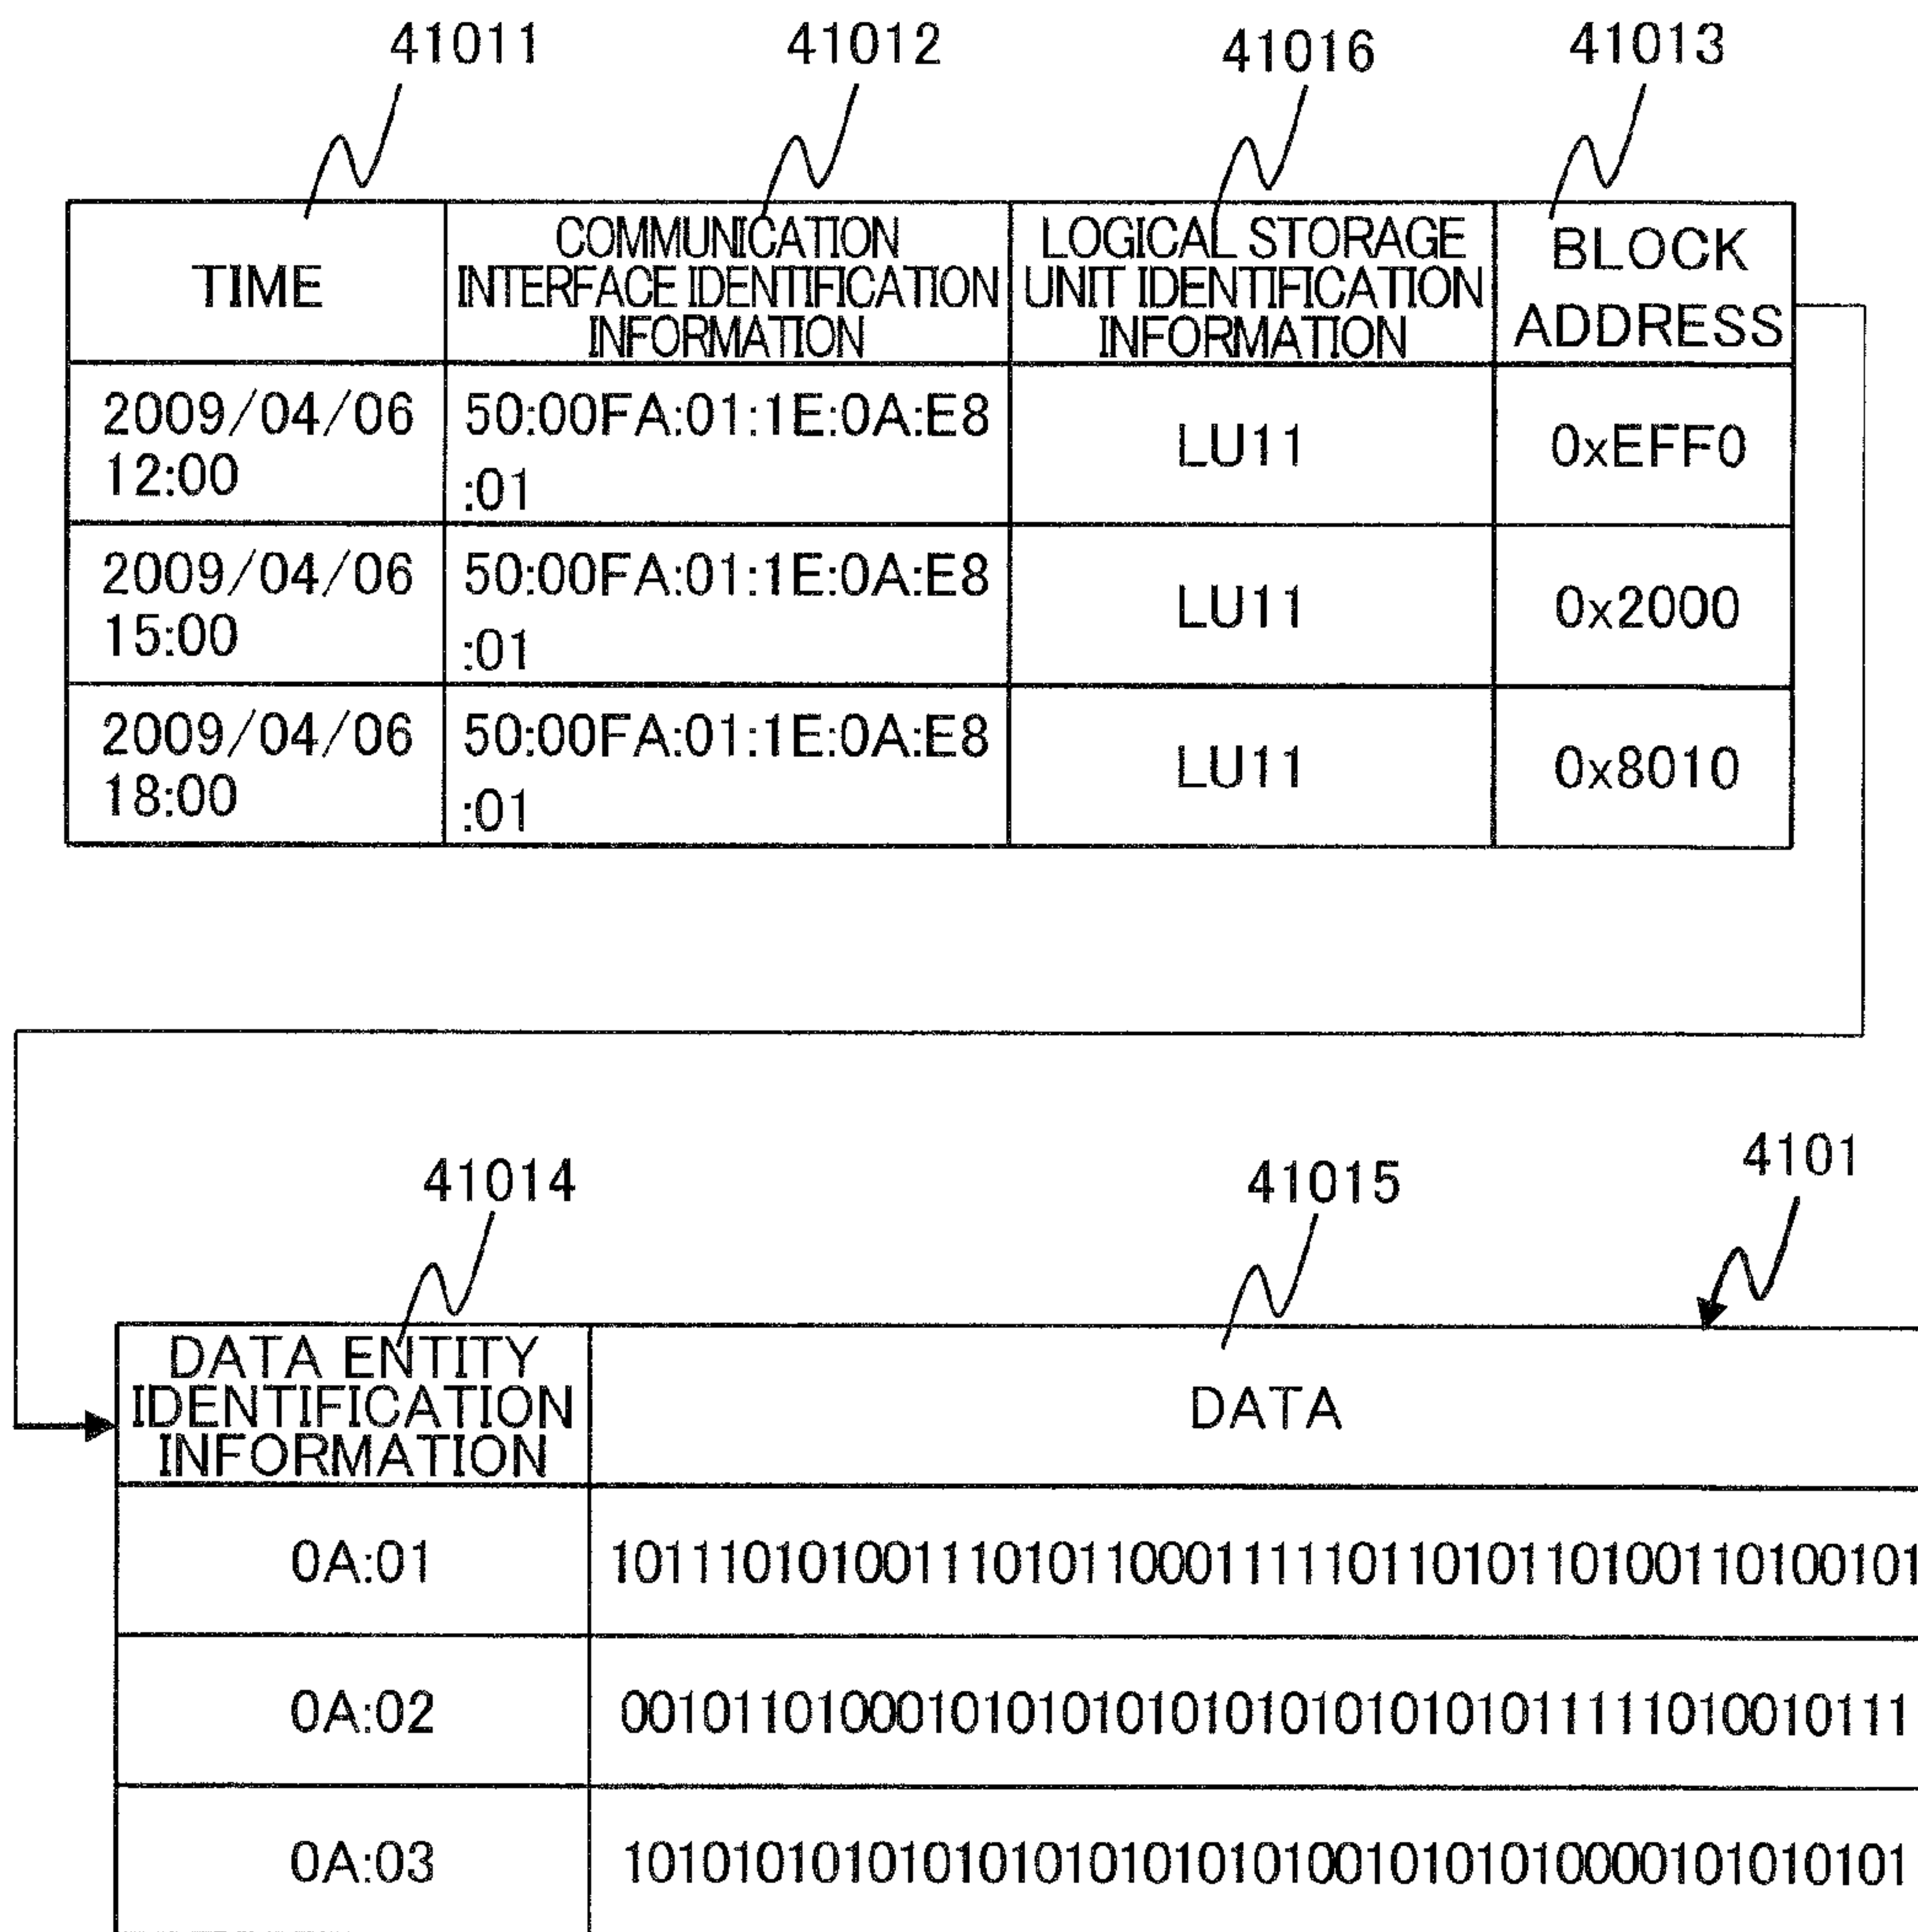 41011 41012 41016 41013
TIME
COMMUNICATION
INTERFACE IDENTIFICATION
INFORMATION
LOGICAL STORAGE
UNIT IDENTIFICATION
INFORMATION
BLOCK
ADDRESS
2009/04/06
12:00
50:00FA:01:1E:0A:E8
:01
LU11
0xEFF0
2009/04/06
15:00
50:00FA:01:1E:0A:E8
:01
LU11
0x2000
2009/04/06
18:00
50:00FA:01:1E:0A:E8
:01
LU11
0x8010
41014 41015 4101
DATA ENTITY
IDENTIFICATION
INFORMATION
DATA
0A:01
101110101001110101100011111011010110100110100101
0A:02
00101101000101010101010101010101011111010010111
0A:03
1010101010101010101010101010010101010000101010101